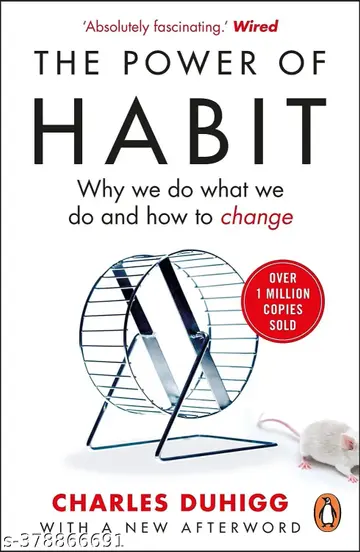 ‘Absolutely fascinating.’ Wired
THE POWER OF
HABIT
Why we do what we
do and how to change
OVER
1 MILLION
COPIES
SOLD
CHARLES DUHIGG
WITH A NEW AFTERWORD
s-378866691